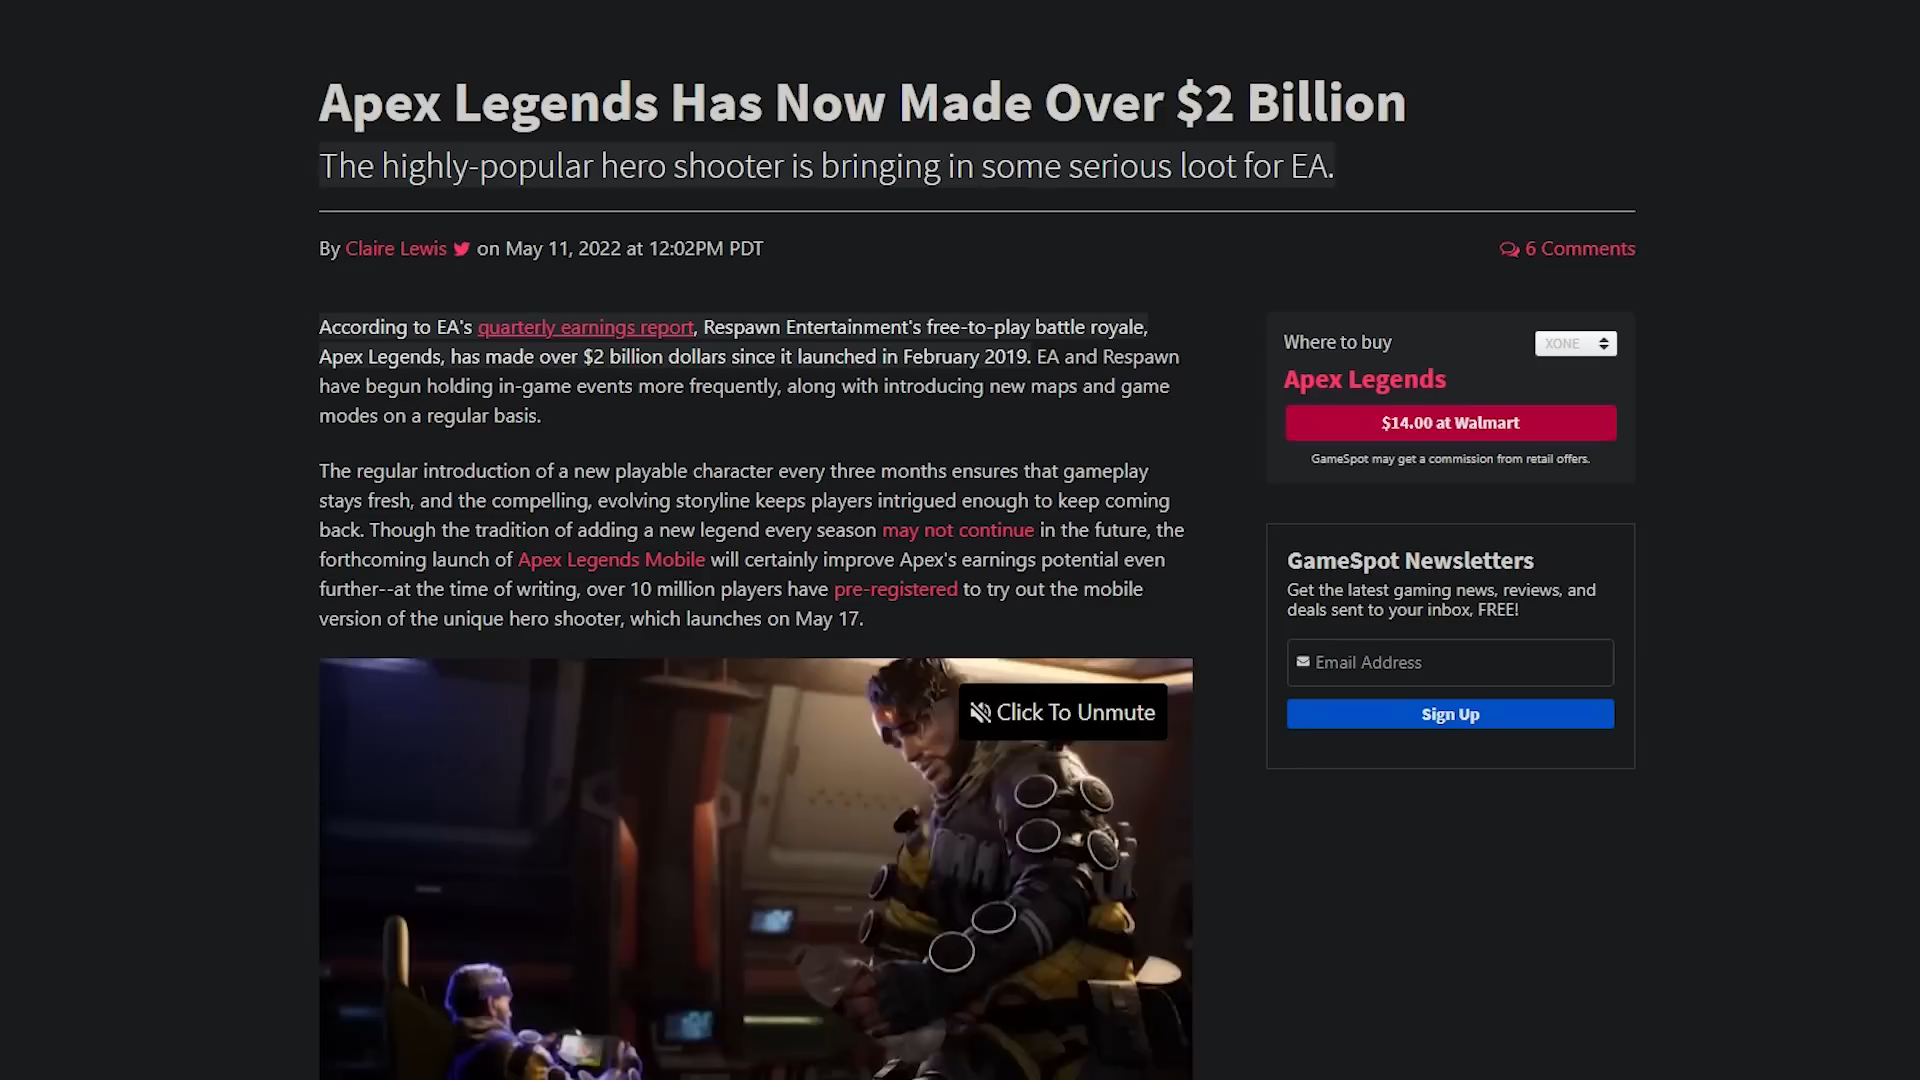 Apex Legends Has Now Made Over $2 Billion
The highly-popular hero shooter is bringing in some serious loot for EA.
By Claire Lewis on May 11, 2022 at 12:02PM PDT
6 Comments
According to EA's quarterly earnings report, Respawn Entertainment's free-to-play battle royale,
Apex Legends, has made over $2 billion dollars since it launched in February 2019. EA and Respawn
have begun holding in-game events more frequently, along with introducing new maps and game
modes on a regular basis.
The regular introduction of a new playable character every three months ensures that gameplay
stays fresh, and the compelling, evolving storyline keeps players intrigued enough to keep coming
back. Though the tradition of adding a new legend every season may not continue in the future, the
forthcoming launch of Apex Legends Mobile will certainly improve Apex's earnings potential even
further--at the time of writing, over 10 million players have pre-registered to try out the mobile
version of the unique hero shooter, which launches on May 17.
Click To Unmute
Where to buy
XONE
Apex Legends
$14.00 at Walmart
GameSpot may get a commission from retail offers.
GameSpot Newsletters
Get the latest gaming news, reviews, and
deals sent to your inbox, FREE!
Email Address
Sign Up